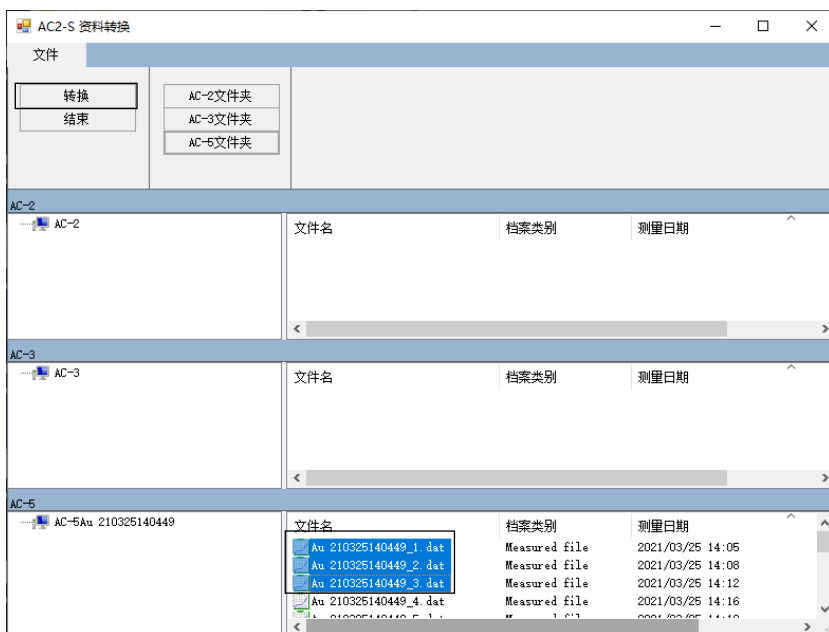 AC2-S 资料转换
文件
转换
结束
AC-2文件夹
AC-3文件夹
AC-5文件夹
AC-2
AC-2
文件名 档案类别 测量日期
AC-3
AC-3
文件名 档案类别 测量日期
AC-5
AC-5Au 210325140449
文件名 档案类别 测量日期
Au 210325140449_1.dat Measured file 2021/03/25 14:05
Au 210325140449_2.dat Measured file 2021/03/25 14:08
Au 210325140449_3.dat Measured file 2021/03/25 14:12
Au 210325140449_4.dat Measured file 2021/03/25 14:16